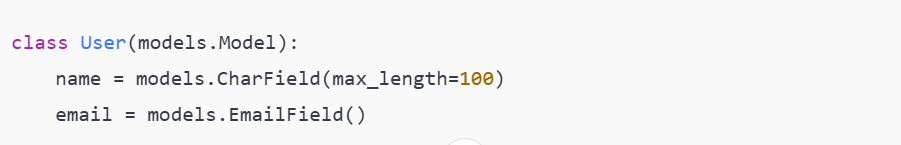 class User(models.Model):
    name = models.CharField(max_length=100)
    email = models.EmailField()